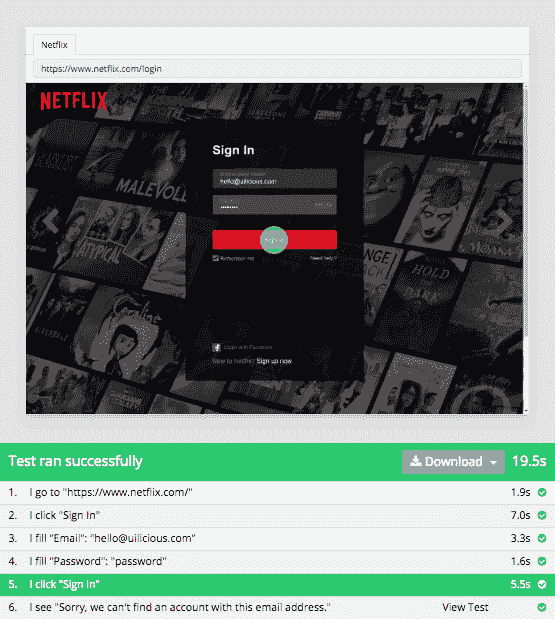 Netflix
https://www.netflix.com/login
NETFLIX
Sign In
hello@uilicious.com
Remember me
Need help?
Login with Facebook
New to Netflix? Sign up now
MALEVOL
ATYPICAL
HOLD
DARK
MOANA
Test ran successfully
Download
19.5s
1. I go to "https://www.netflix.com/" 1.9s
2. I click "Sign In" 7.0s
3. I fill "Email": "hello@uilicious.com" 3.3s
4. I fill "Password": "password" 1.6s
5. I click "Sign In" 5.5s
6. I see "Sorry, we can't find an account with this email address." View Test